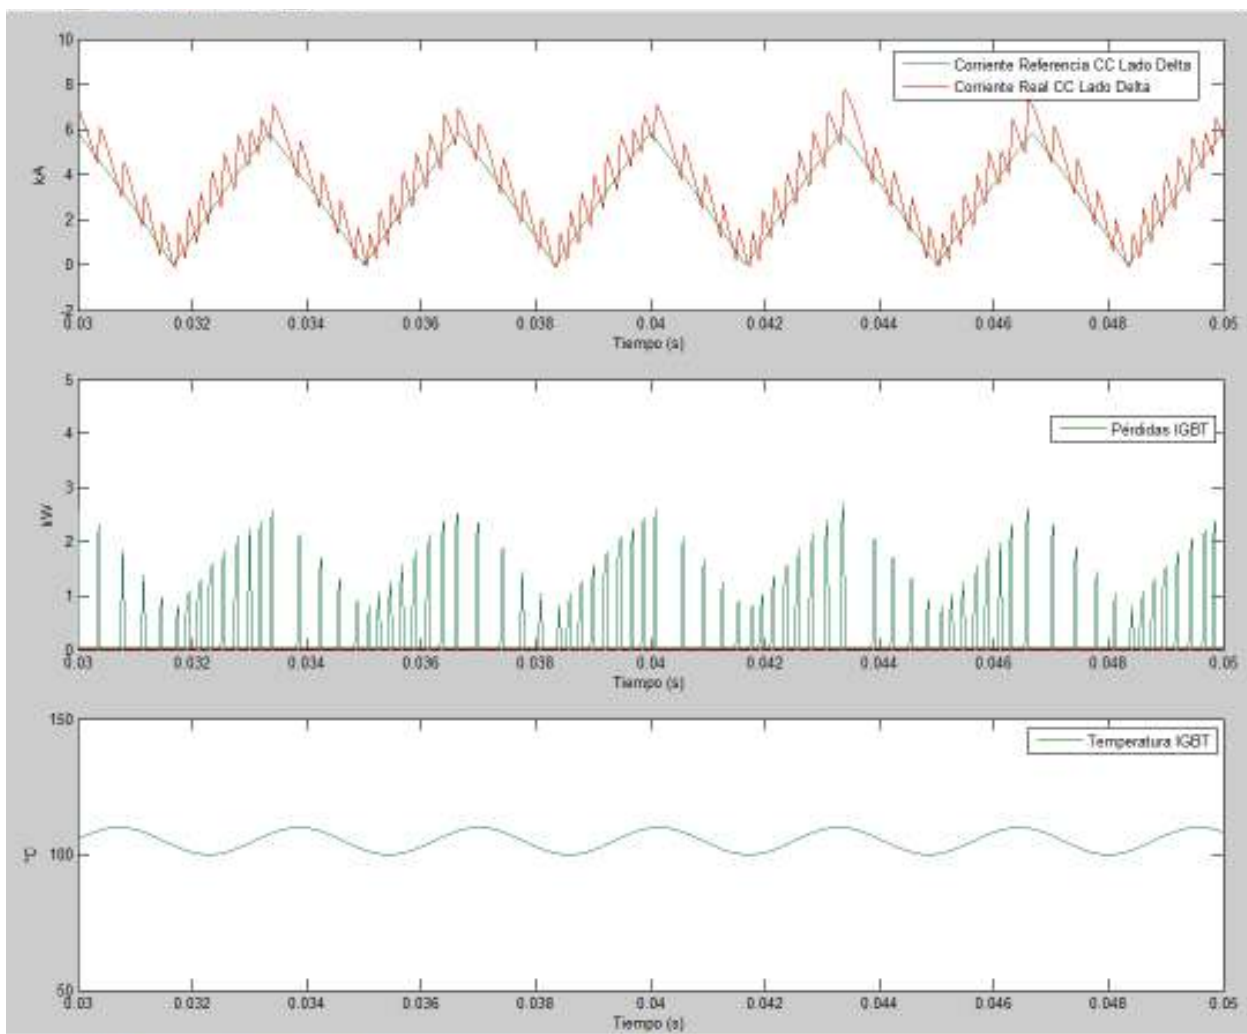 10
8
6
4
2
0
-2
kA
Corriente Referencia CC Lado Delta
Corriente Real CC Lado Delta
0.03 0.032 0.034 0.036 0.038 0.04 0.042 0.044 0.046 0.048 0.05
Tiempo (s)
5
4
3
2
1
0
kW
Pérdidas IGBT
0.03 0.032 0.034 0.036 0.038 0.04 0.042 0.044 0.046 0.048 0.05
Tiempo (s)
150
100
50
°C
Temperatura IGBT
0.03 0.032 0.034 0.036 0.038 0.04 0.042 0.044 0.046 0.048 0.05
Tiempo (s)